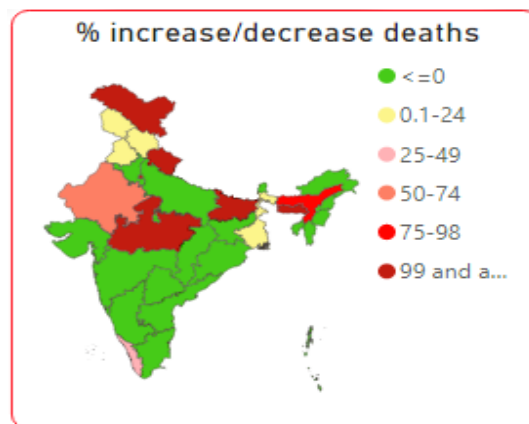 % increase/decrease deaths
<=0
0.1-24
25-49
50-74
75-98
99 and a...